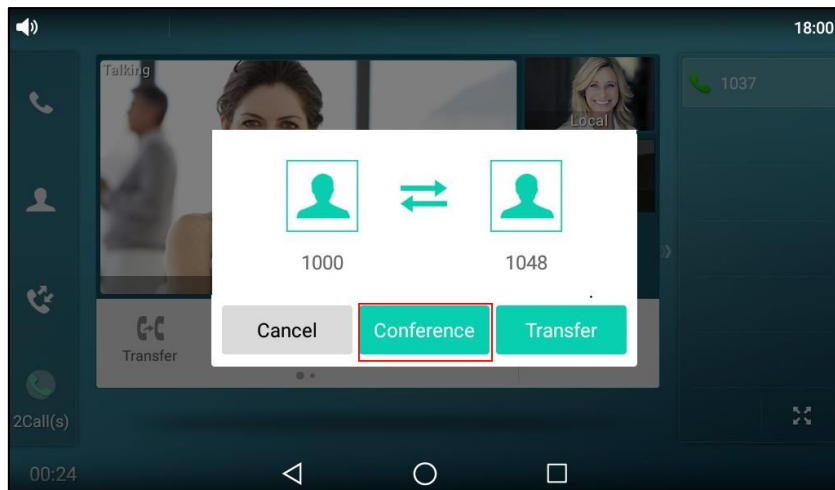 18:00
Talking
Local
1037
1000
1048
Cancel
Conference
Transfer
Transfer
2Call(s)
00:24